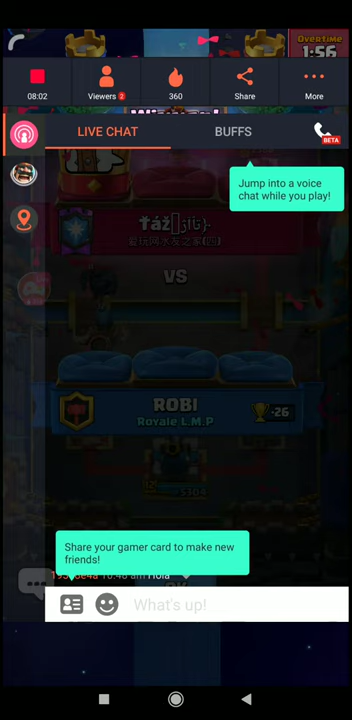 OVERTIME
1:56
08:02
Viewers 2
360
Share
More
LIVE CHAT
BUFFS
BETA
Jump into a voice
chat while you play!
VS
ROBI
-26
Royale L.M.P
5304
Share your gamer card to make new
friends!
Hola
What's up!